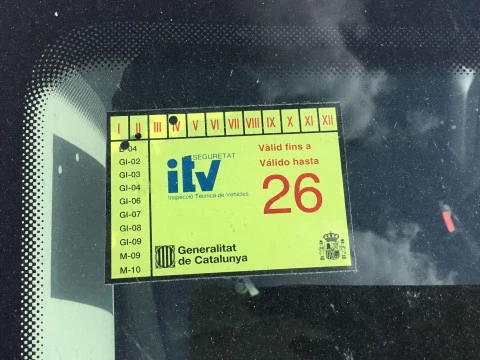 I II III IV V VI VII VIII IX X XI XII
GI-02
GI-03
GI-04
GI-06
GI-07
GI-08
GI-09
M-09
M-10
SEGURETAT
itv
Inspecció Tècnica de Vehicles
Vàlid fins a
Válido hasta
26
Generalitat
de Catalunya